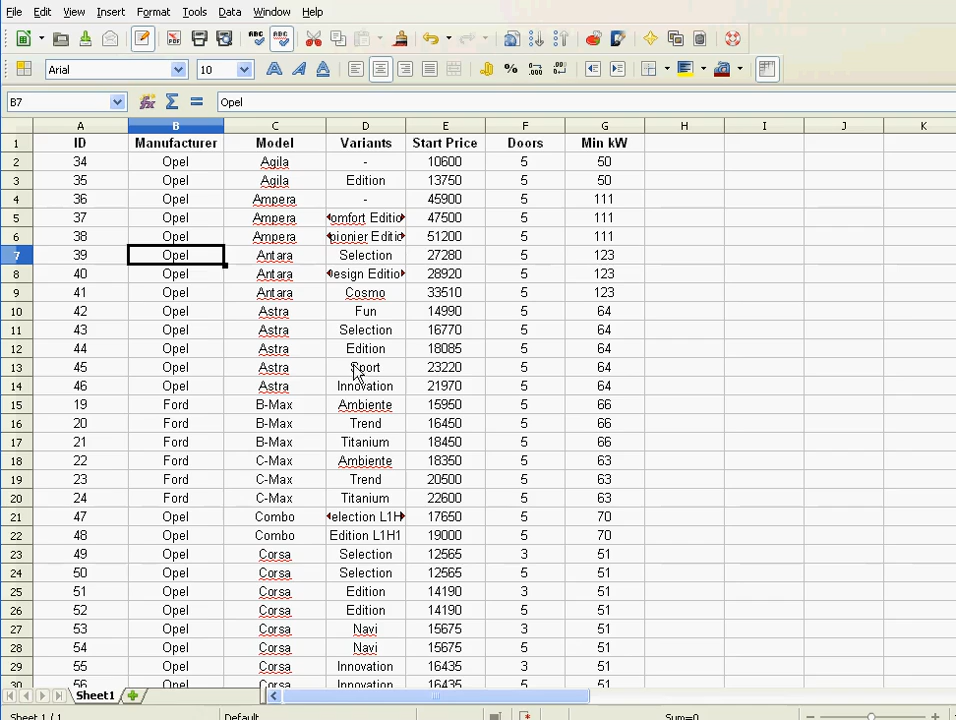 File Edit View Insert Format Tools Data Window Help
Arial 10
B7 Opel
A B C D E F G H I J K
1 ID Manufacturer Model Variants Start Price Doors Min kW
2 34 Opel Agila - 10600 5 50
3 35 Opel Agila Edition 13750 5 50
4 36 Opel Ampera - 45900 5 111
5 37 Opel Ampera omfort Editio 47500 5 111
6 38 Opel Ampera pionier Editio 51200 5 111
7 39 Opel Antara Selection 27280 5 123
8 40 Opel Antara esign Editio 28920 5 123
9 41 Opel Antara Cosmo 33510 5 123
10 42 Opel Astra Fun 14990 5 64
11 43 Opel Astra Selection 16770 5 64
12 44 Opel Astra Edition 18085 5 64
13 45 Opel Astra Sport 23220 5 64
14 46 Opel Astra Innovation 21970 5 64
15 19 Ford B-Max Ambiente 15950 5 66
16 20 Ford B-Max Trend 16450 5 66
17 21 Ford B-Max Titanium 18450 5 66
18 22 Ford C-Max Ambiente 18350 5 63
19 23 Ford C-Max Trend 20500 5 63
20 24 Ford C-Max Titanium 22600 5 63
21 47 Opel Combo election L1H 17650 5 70
22 48 Opel Combo Edition L1H1 19000 5 70
23 49 Opel Corsa Selection 12565 3 51
24 50 Opel Corsa Selection 12565 5 51
25 51 Opel Corsa Edition 14190 3 51
26 52 Opel Corsa Edition 14190 5 51
27 53 Opel Corsa Navi 15675 3 51
28 54 Opel Corsa Navi 15675 5 51
29 55 Opel Corsa Innovation 16435 3 51
30 56 Opel Corsa Innovation 16435 5 51
Sheet1
Sheet 1 / 1 Default Sum=0